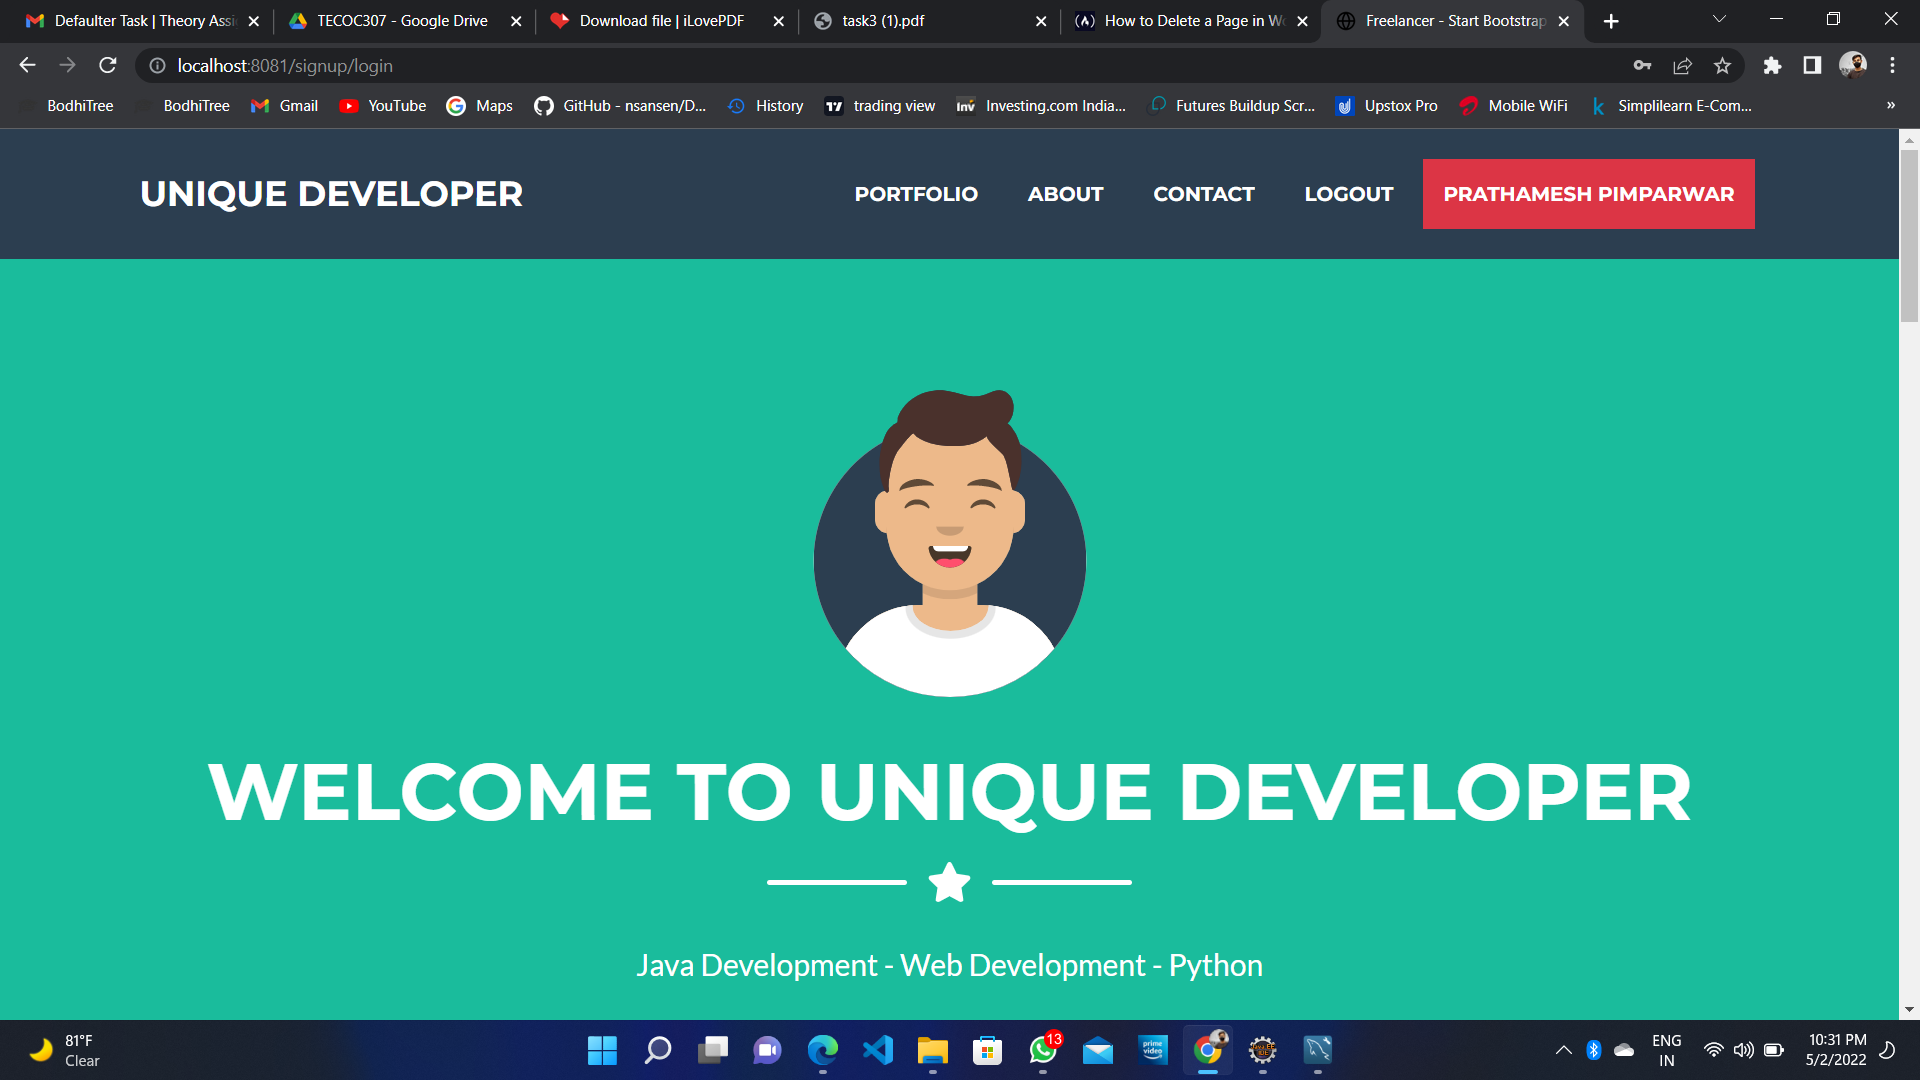 Defaulter Task | Theory Assi
TECOC307 - Google Drive
Download file | iLovePDF
task3 (1).pdf
How to Delete a Page in Wo
Freelancer - Start Bootstrap
localhost:8081/signup/login
BodhiTree
BodhiTree
Gmail
YouTube
Maps
GitHub - nsansen/D...
History
trading view
Investing.com India...
Futures Buildup Scr...
Upstox Pro
Mobile WiFi
Simplilearn E-Com...
»
UNIQUE DEVELOPER
PORTFOLIO
ABOUT
CONTACT
LOGOUT
PRATHAMESH PIMPARWAR
WELCOME TO UNIQUE DEVELOPER
Java Development - Web Development - Python
81°F
Clear
13
prime
video
ENG
IN
10:31 PM
5/2/2022